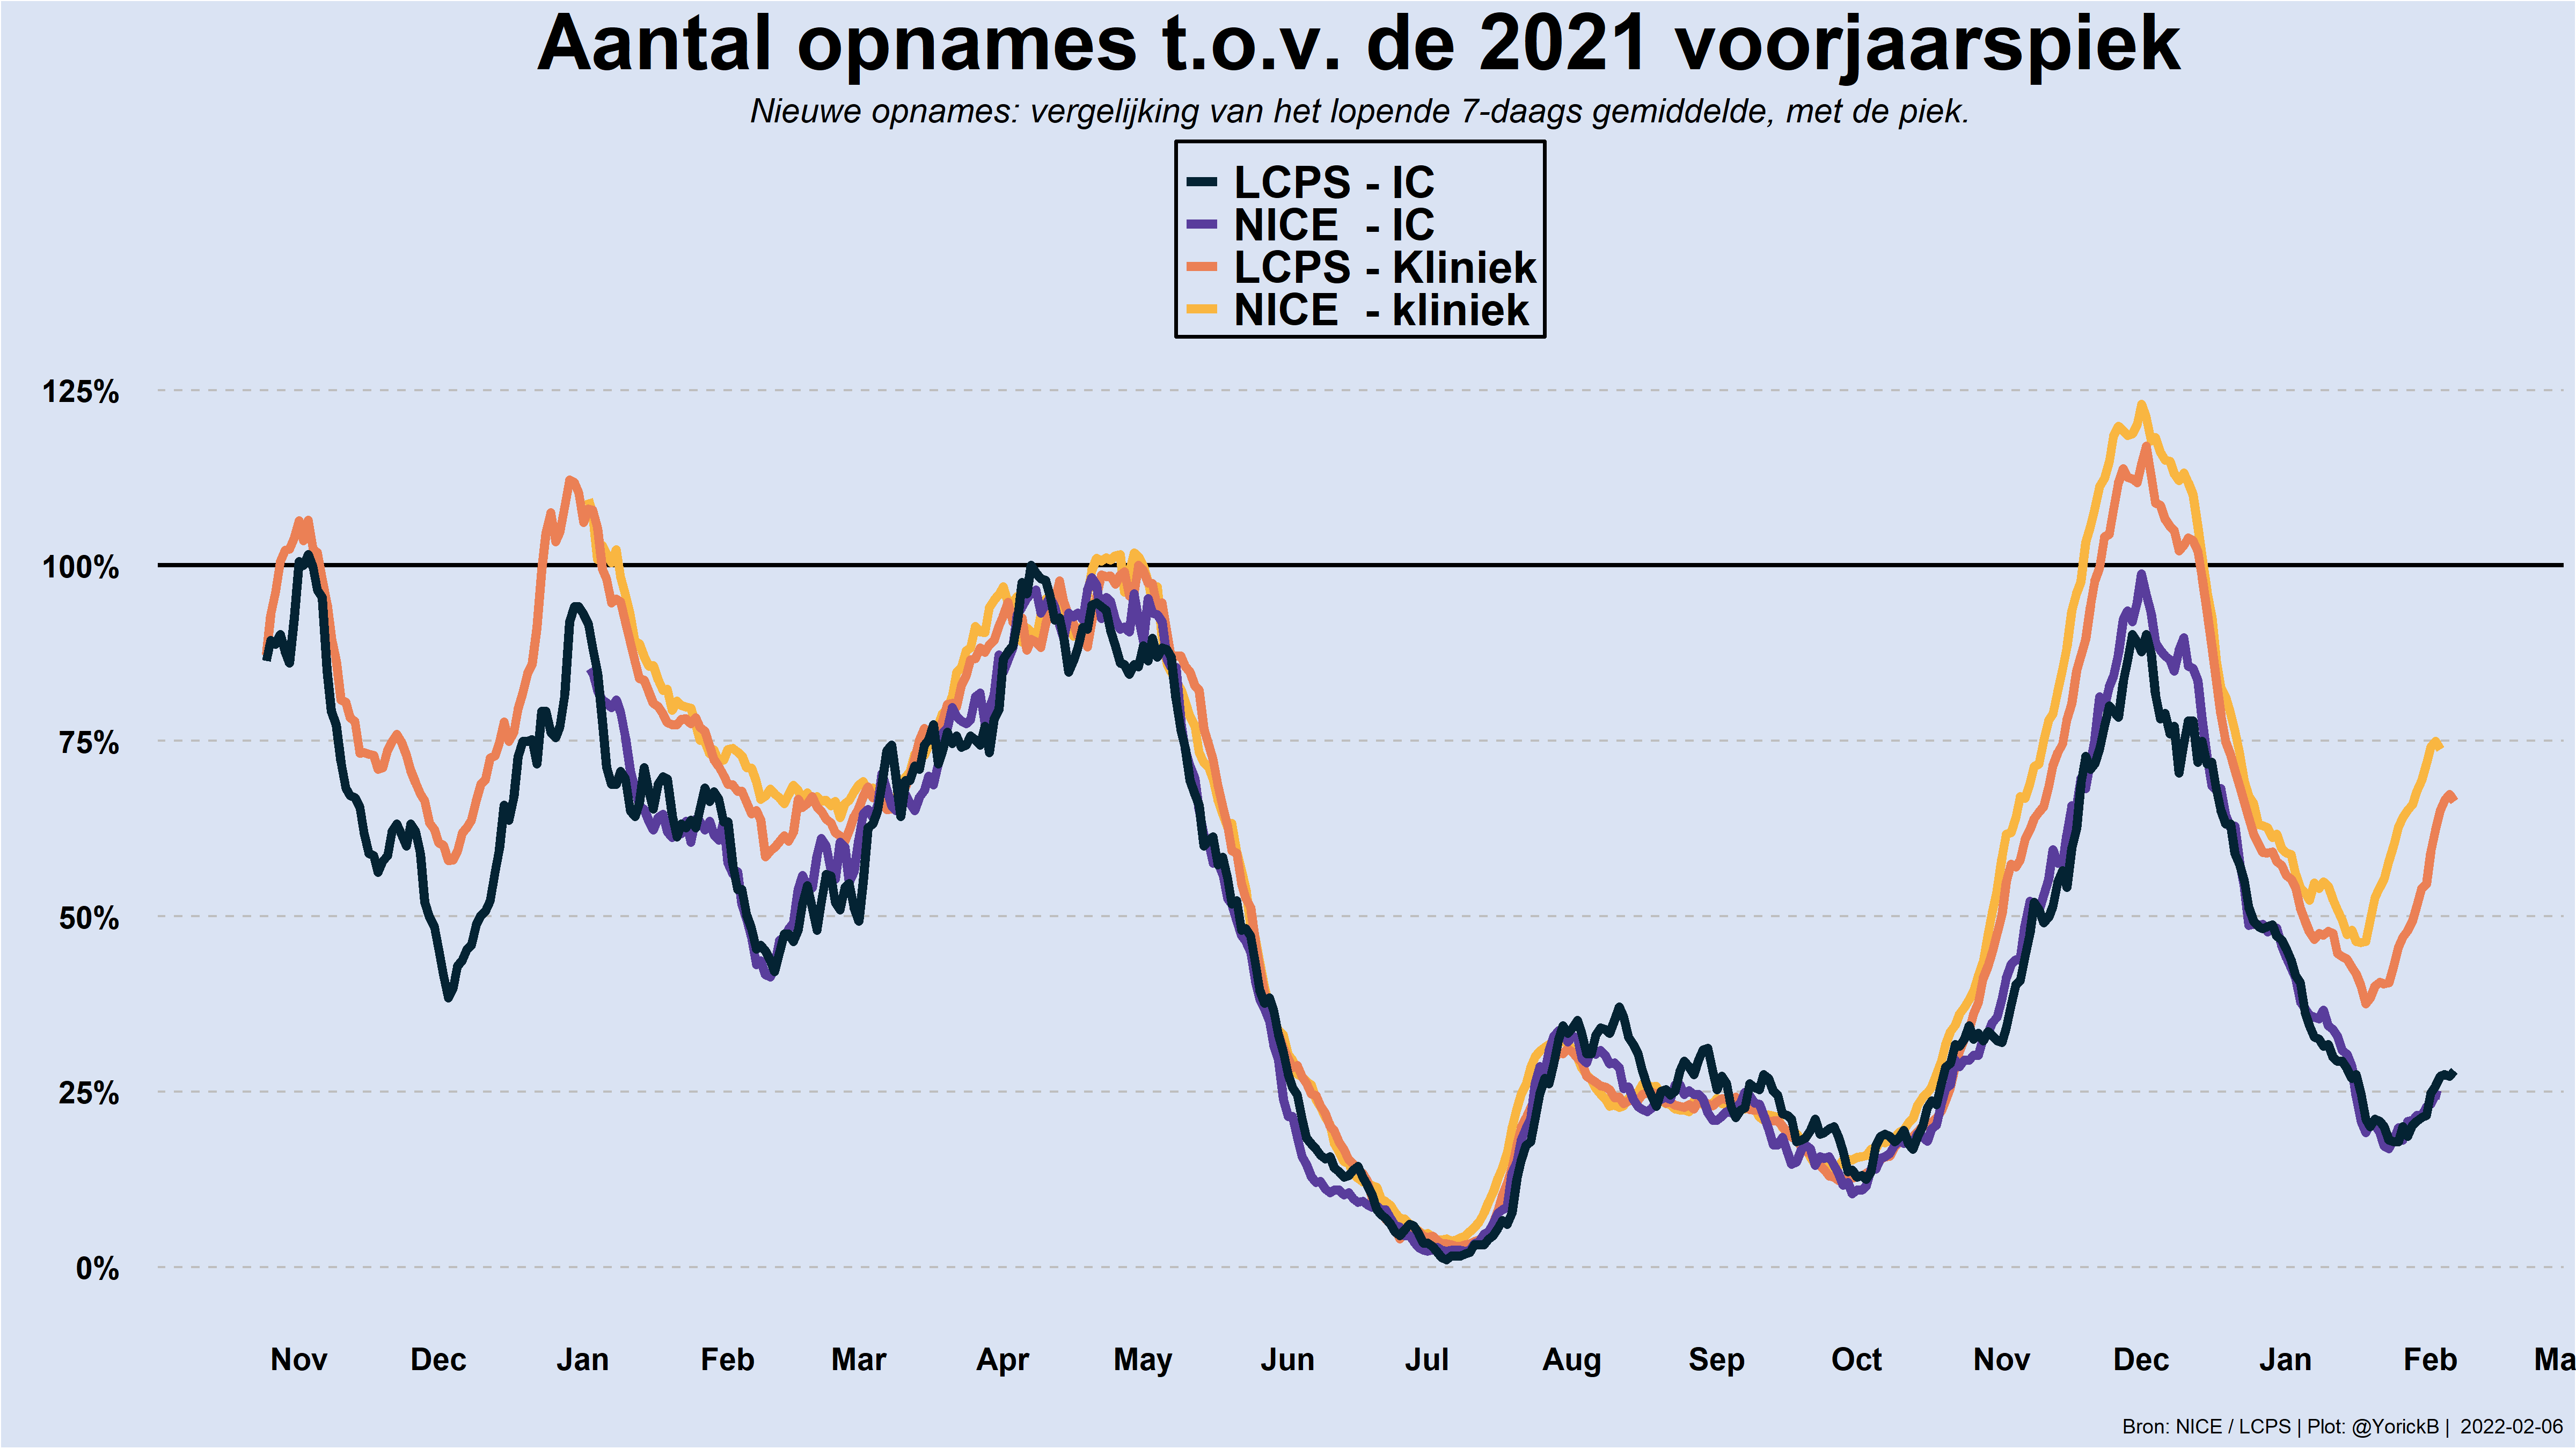 Aantal opnames t.o.v. de 2021 voorjaarspiek
Nieuwe opnames: vergelijking van het lopende 7-daags gemiddelde, met de piek.
LCPS - IC
NICE - IC
LCPS - Kliniek
NICE - kliniek
125%
100%
75%
50%
25%
0%
Nov Dec Jan Feb Mar Apr May Jun Jul Aug Sep Oct Nov Dec Jan Feb Ma
Bron: NICE / LCPS | Plot: @YorickB | 2022-02-06